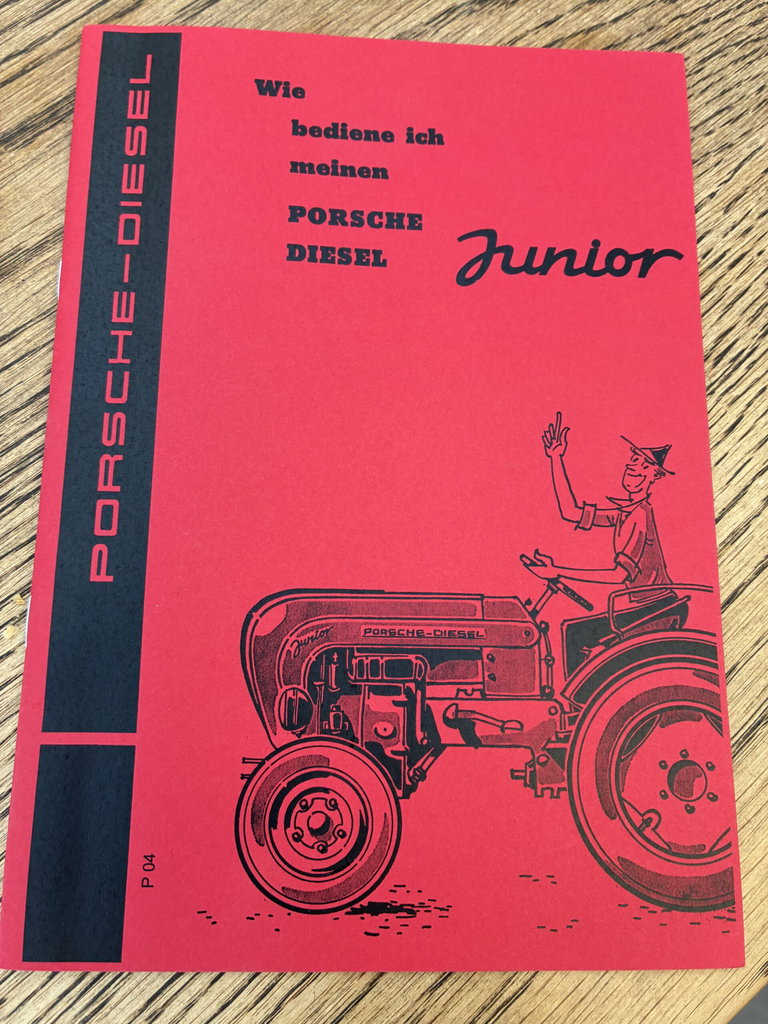 PORSCHE-DIESEL
Wie
bediene ich
meinen
PORSCHE
DIESEL
Junior
Junior
PORSCHE-DIESEL
P 04